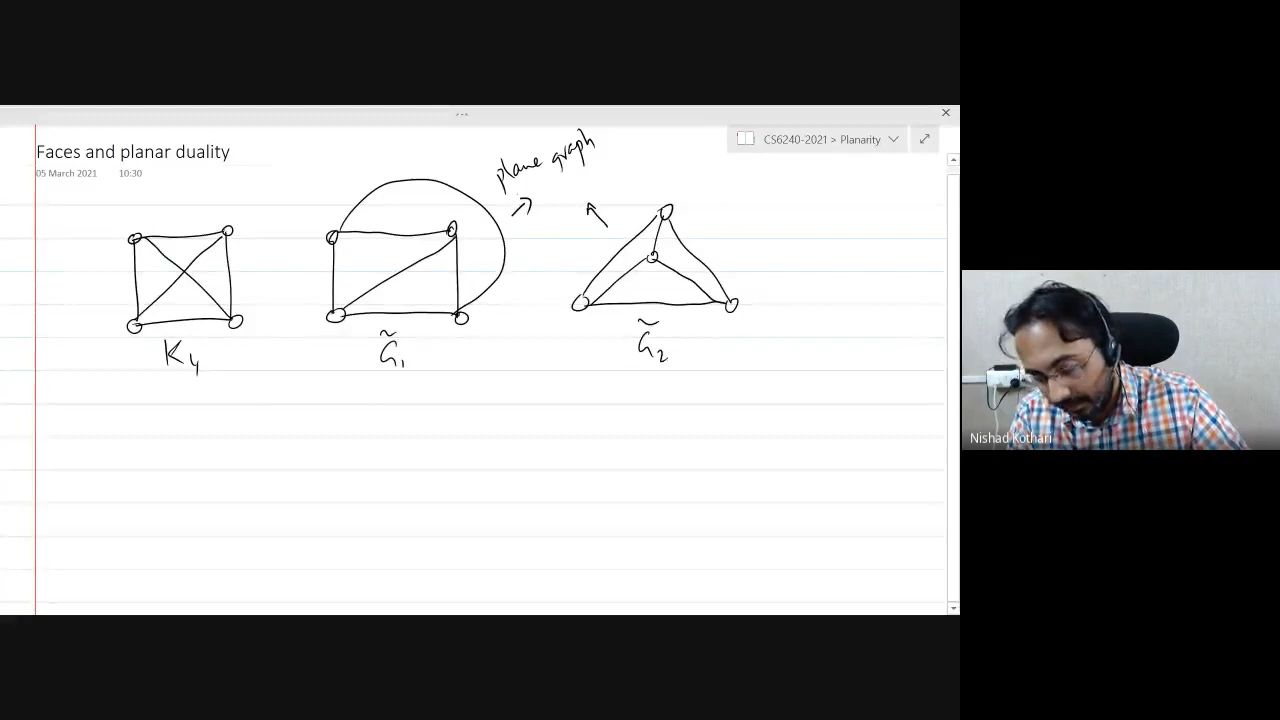 CS6240-2021 > Planarity
Faces and planar duality
05 March 2021 10:30
plane graph
K₄
G̃₁
G̃₂
Nishad Kothari